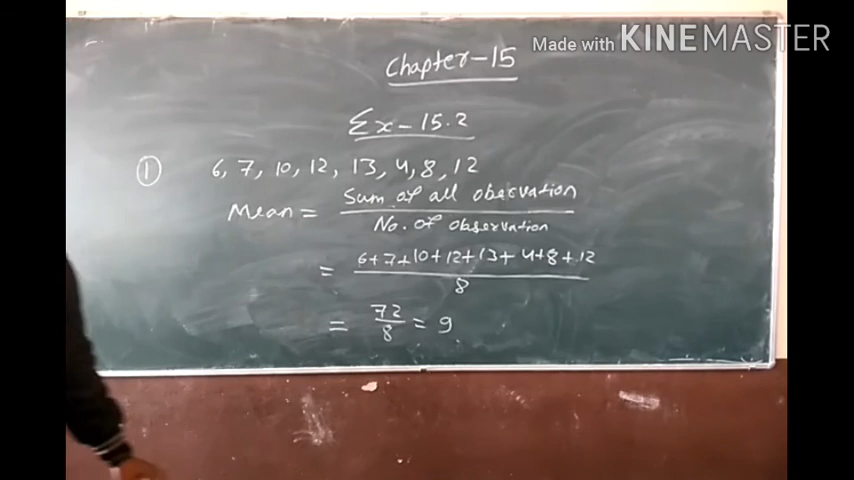 Made with KINEMASTER
Chapter-15
Ex-15.2
① 6, 7, 10, 12, 13, 4, 8, 12
Mean = Sum of all obervation / No. of observation
= 6+7+10+12+13+4+8+12 / 8
= 72/8 = 9